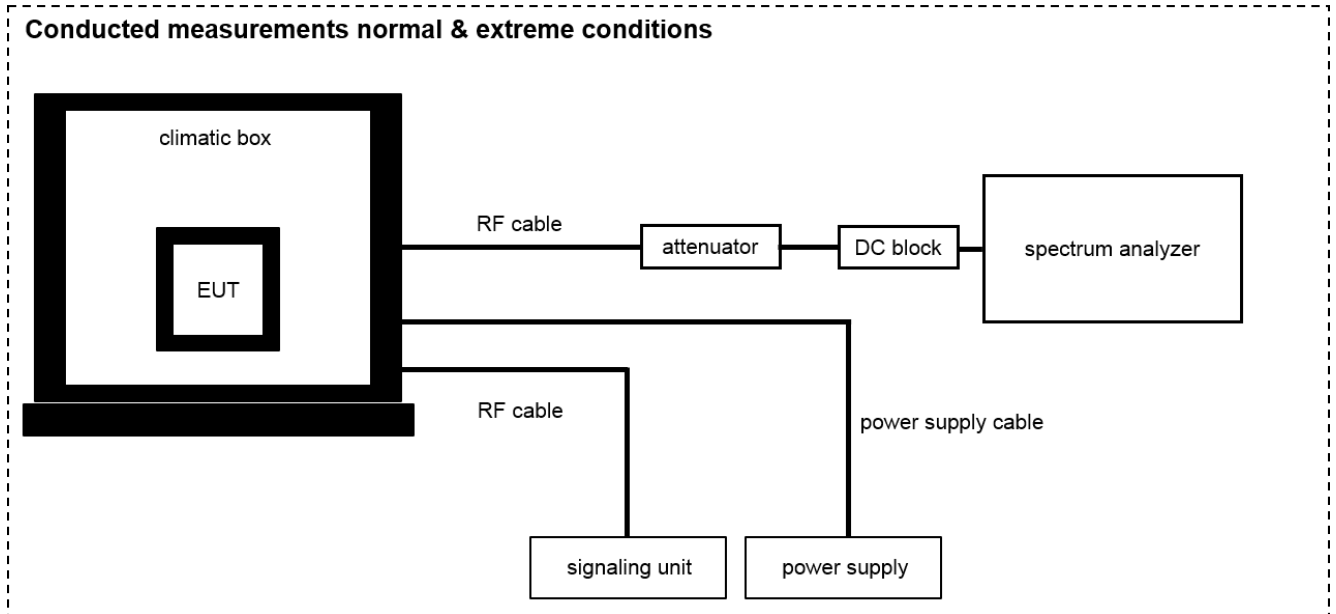 Conducted measurements normal & extreme conditions
climatic box
RF cable
attenuator
DC block
spectrum analyzer
EUT
RF cable
power supply cable
signaling unit
power supply